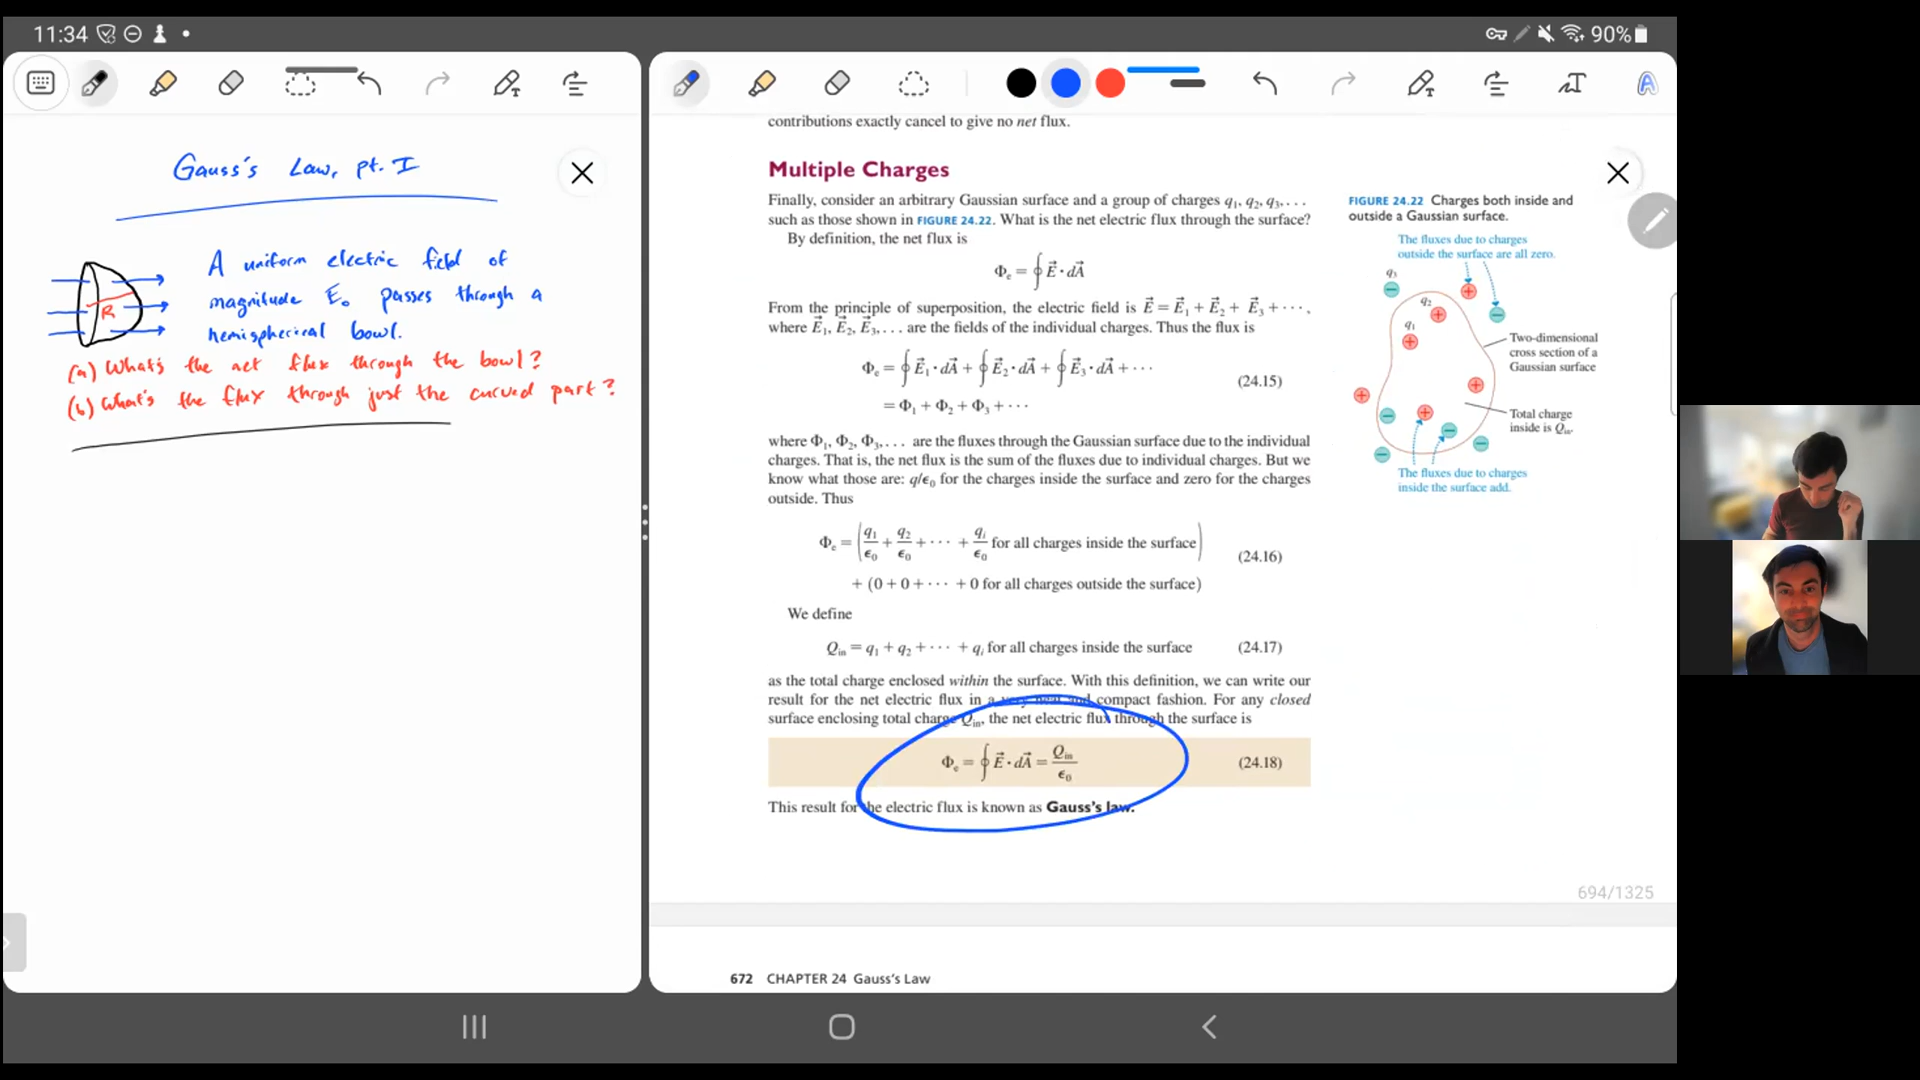 11:34
90%
Gauss's Law, pt. I
A uniform electric field of
magnitude E₀ passes through a
hemispherical bowl.
R
(a) What's the net flux through the bowl?
(b) What's the flux through just the curved part?
contributions exactly cancel to give no net flux.
Multiple Charges
Finally, consider an arbitrary Gaussian surface and a group of charges q₁, q₂, q₃, . . .
such as those shown in FIGURE 24.22. What is the net electric flux through the surface?
By definition, the net flux is
Φₑ = ∮ E⃗ · dA⃗
From the principle of superposition, the electric field is E⃗ = E⃗₁ + E⃗₂ + E⃗₃ + · · · ,
where E⃗₁, E⃗₂, E⃗₃, . . . are the fields of the individual charges. Thus the flux is
Φₑ = ∮ E⃗₁ · dA⃗ + ∮ E⃗₂ · dA⃗ + ∮ E⃗₃ · dA⃗ + · · ·
(24.15)
= Φ₁ + Φ₂ + Φ₃ + · · ·
where Φ₁, Φ₂, Φ₃, . . . are the fluxes through the Gaussian surface due to the individual
charges. That is, the net flux is the sum of the fluxes due to individual charges. But we
know what those are: q/ϵ₀ for the charges inside the surface and zero for the charges
outside. Thus
Φₑ = (q₁/ϵ₀ + q₂/ϵ₀ + · · · + qᵢ/ϵ₀ for all charges inside the surface)
(24.16)
+ (0 + 0 + · · · + 0 for all charges outside the surface)
We define
Qᵢₙ = q₁ + q₂ + · · · + qᵢ for all charges inside the surface (24.17)
as the total charge enclosed within the surface. With this definition, we can write our
result for the net electric flux in a very neat and compact fashion. For any closed
surface enclosing total charge Qᵢₙ, the net electric flux through the surface is
Φₑ = ∮ E⃗ · dA⃗ = Qᵢₙ/ϵ₀ (24.18)
This result for the electric flux is known as Gauss's law.
FIGURE 24.22 Charges both inside and
outside a Gaussian surface.
The fluxes due to charges
outside the surface are all zero.
q₃
q₂
q₁
Two-dimensional
cross section of a
Gaussian surface
Total charge
inside is Qᵢₙ.
The fluxes due to charges
inside the surface add.
694/1325
672 CHAPTER 24 Gauss's Law